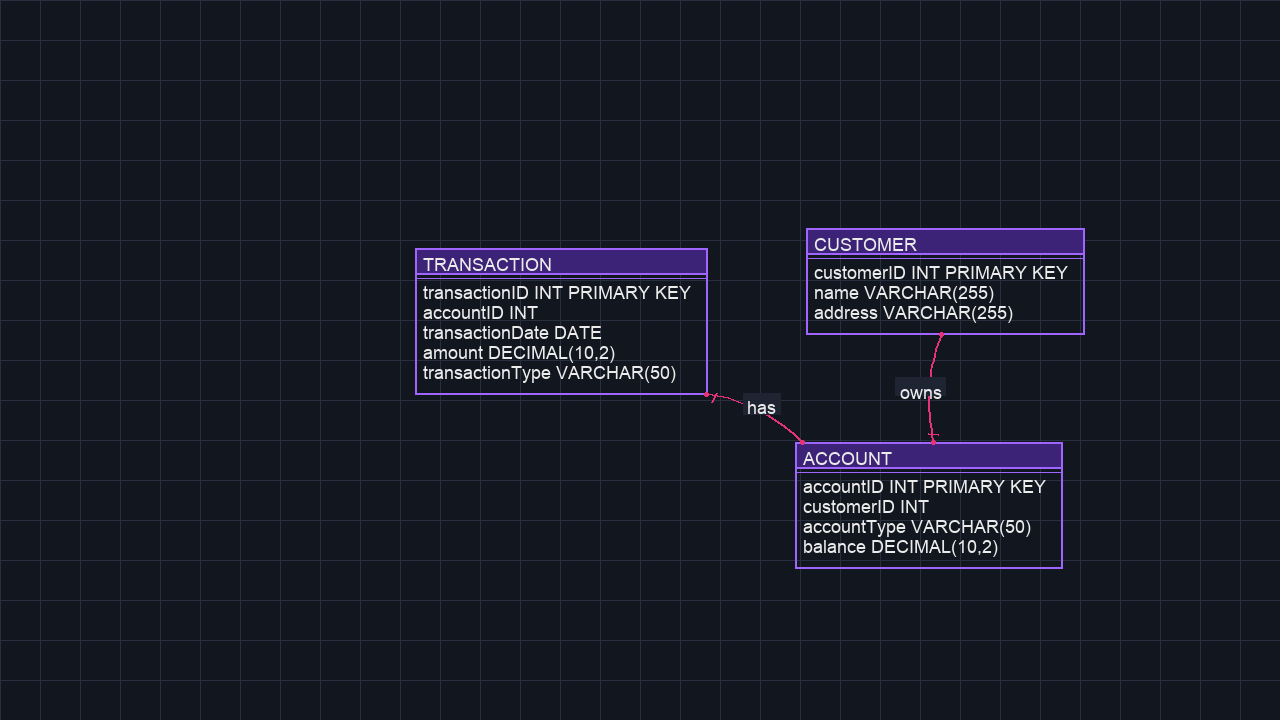 TRANSACTION
transactionID INT PRIMARY KEY
accountID INT
transactionDate DATE
amount DECIMAL(10,2)
transactionType VARCHAR(50)
CUSTOMER
customerID INT PRIMARY KEY
name VARCHAR(255)
address VARCHAR(255)
owns
has
ACCOUNT
accountID INT PRIMARY KEY
customerID INT
accountType VARCHAR(50)
balance DECIMAL(10,2)